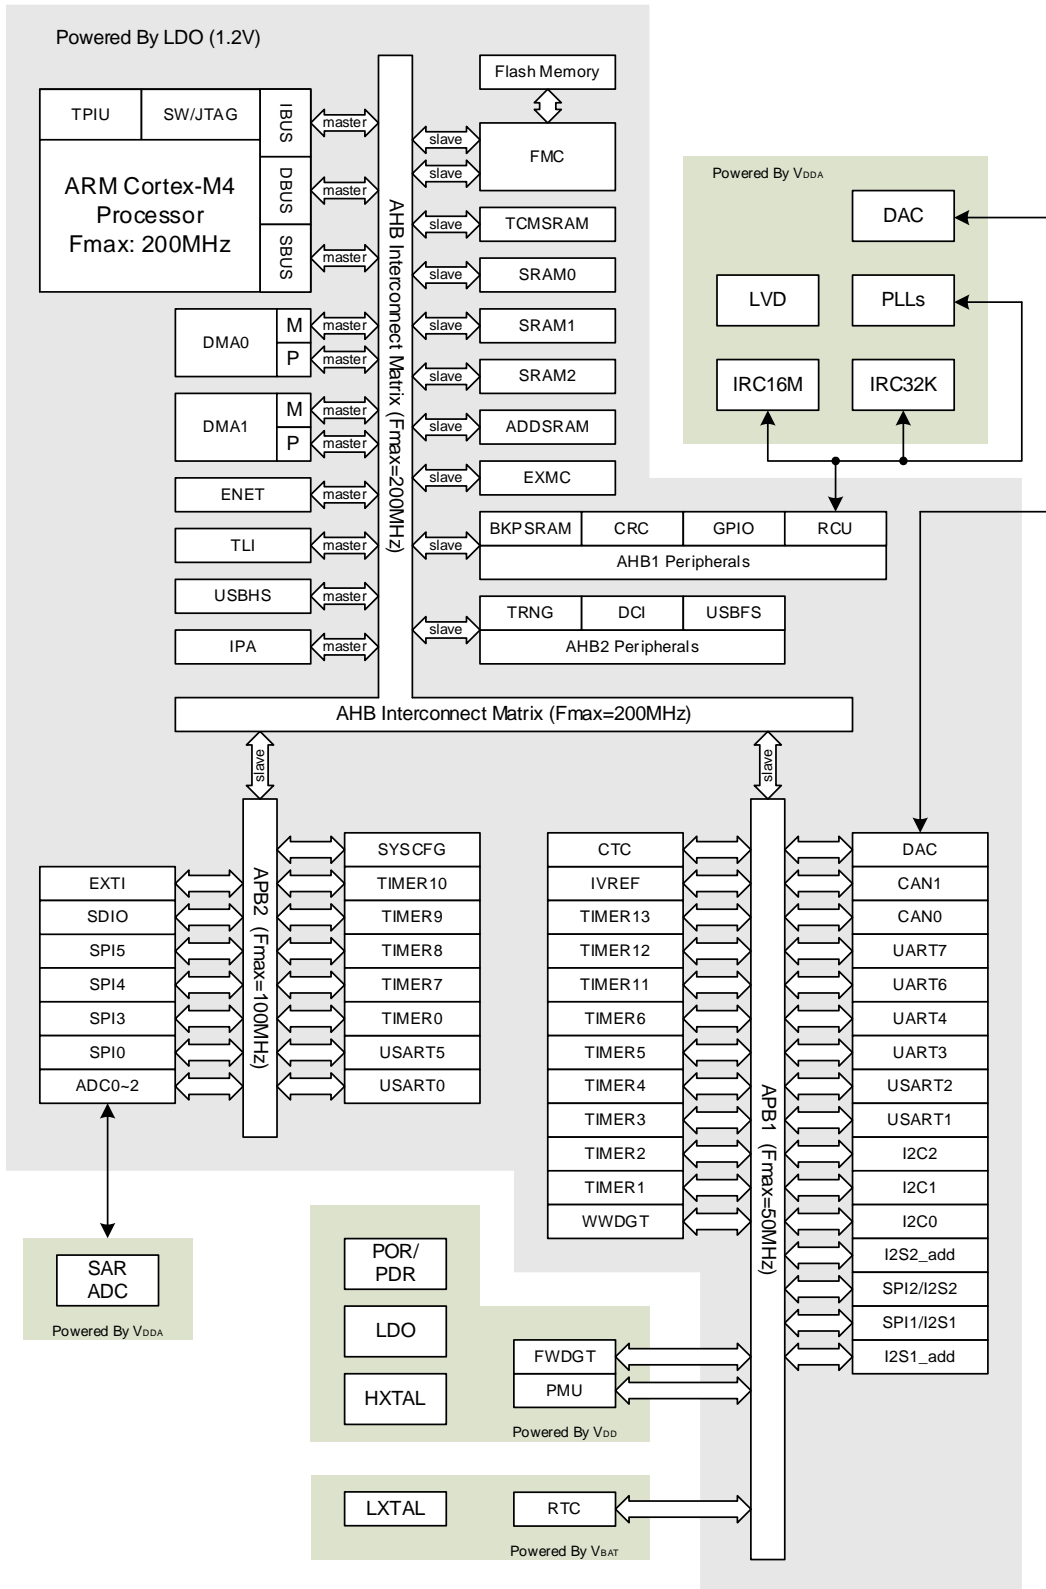 Powered By LDO (1.2V)
TPIU
SW/JTAG
IBUS
DBUS
SBUS
ARM Cortex-M4
Processor
Fmax: 200MHz
master
master
master
DMA0
M
P
master
master
DMA1
M
P
master
master
ENET
master
TLI
master
USBHS
master
IPA
master
AHB Interconnect Matrix (Fmax=200MHz)
Flash Memory
slave
slave
FMC
slave
TCMSRAM
slave
SRAM0
slave
SRAM1
slave
SRAM2
slave
ADDSRAM
slave
EXMC
slave
BKPSRAM
CRC
GPIO
RCU
AHB1 Peripherals
slave
TRNG
DCI
USBFS
AHB2 Peripherals
Powered By VDDA
DAC
LVD
PLLs
IRC16M
IRC32K
AHB Interconnect Matrix (Fmax=200MHz)
slave
slave
EXTI
SDIO
SPI5
SPI4
SPI3
SPI0
ADC0~2
APB2 (Fmax=100MHz)
SYSCFG
TIMER10
TIMER9
TIMER8
TIMER7
TIMER0
USART5
USART0
CTC
IVREF
TIMER13
TIMER12
TIMER11
TIMER6
TIMER5
TIMER4
TIMER3
TIMER2
TIMER1
WWDGT
APB1 (Fmax=50MHz)
DAC
CAN1
CAN0
UART7
UART6
UART4
UART3
USART2
USART1
I2C2
I2C1
I2C0
I2S2_add
SPI2/I2S2
SPI1/I2S1
I2S1_add
SAR
ADC
Powered By VDDA
POR/
PDR
LDO
HXTAL
FWDGT
PMU
Powered By VDD
LXTAL
RTC
Powered By VBAT